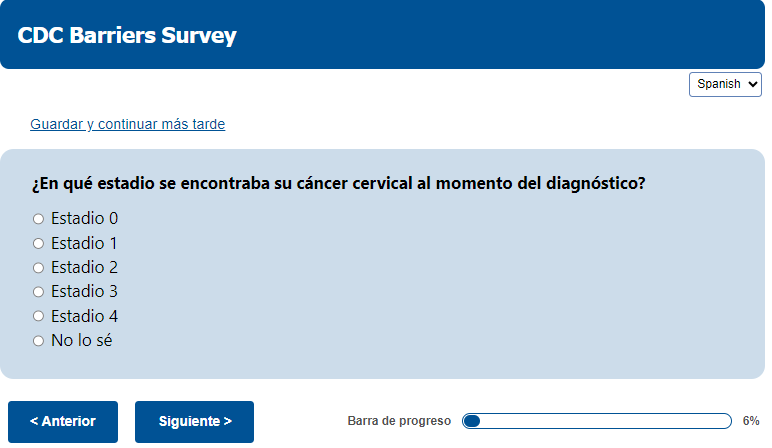 CDC Barriers Survey
Spanish
Guardar y continuar más tarde
¿En qué estadio se encontraba su cáncer cervical al momento del diagnóstico?
Estadio 0
Estadio 1
Estadio 2
Estadio 3
Estadio 4
No lo sé
< Anterior
Siguiente >
Barra de progreso
6%